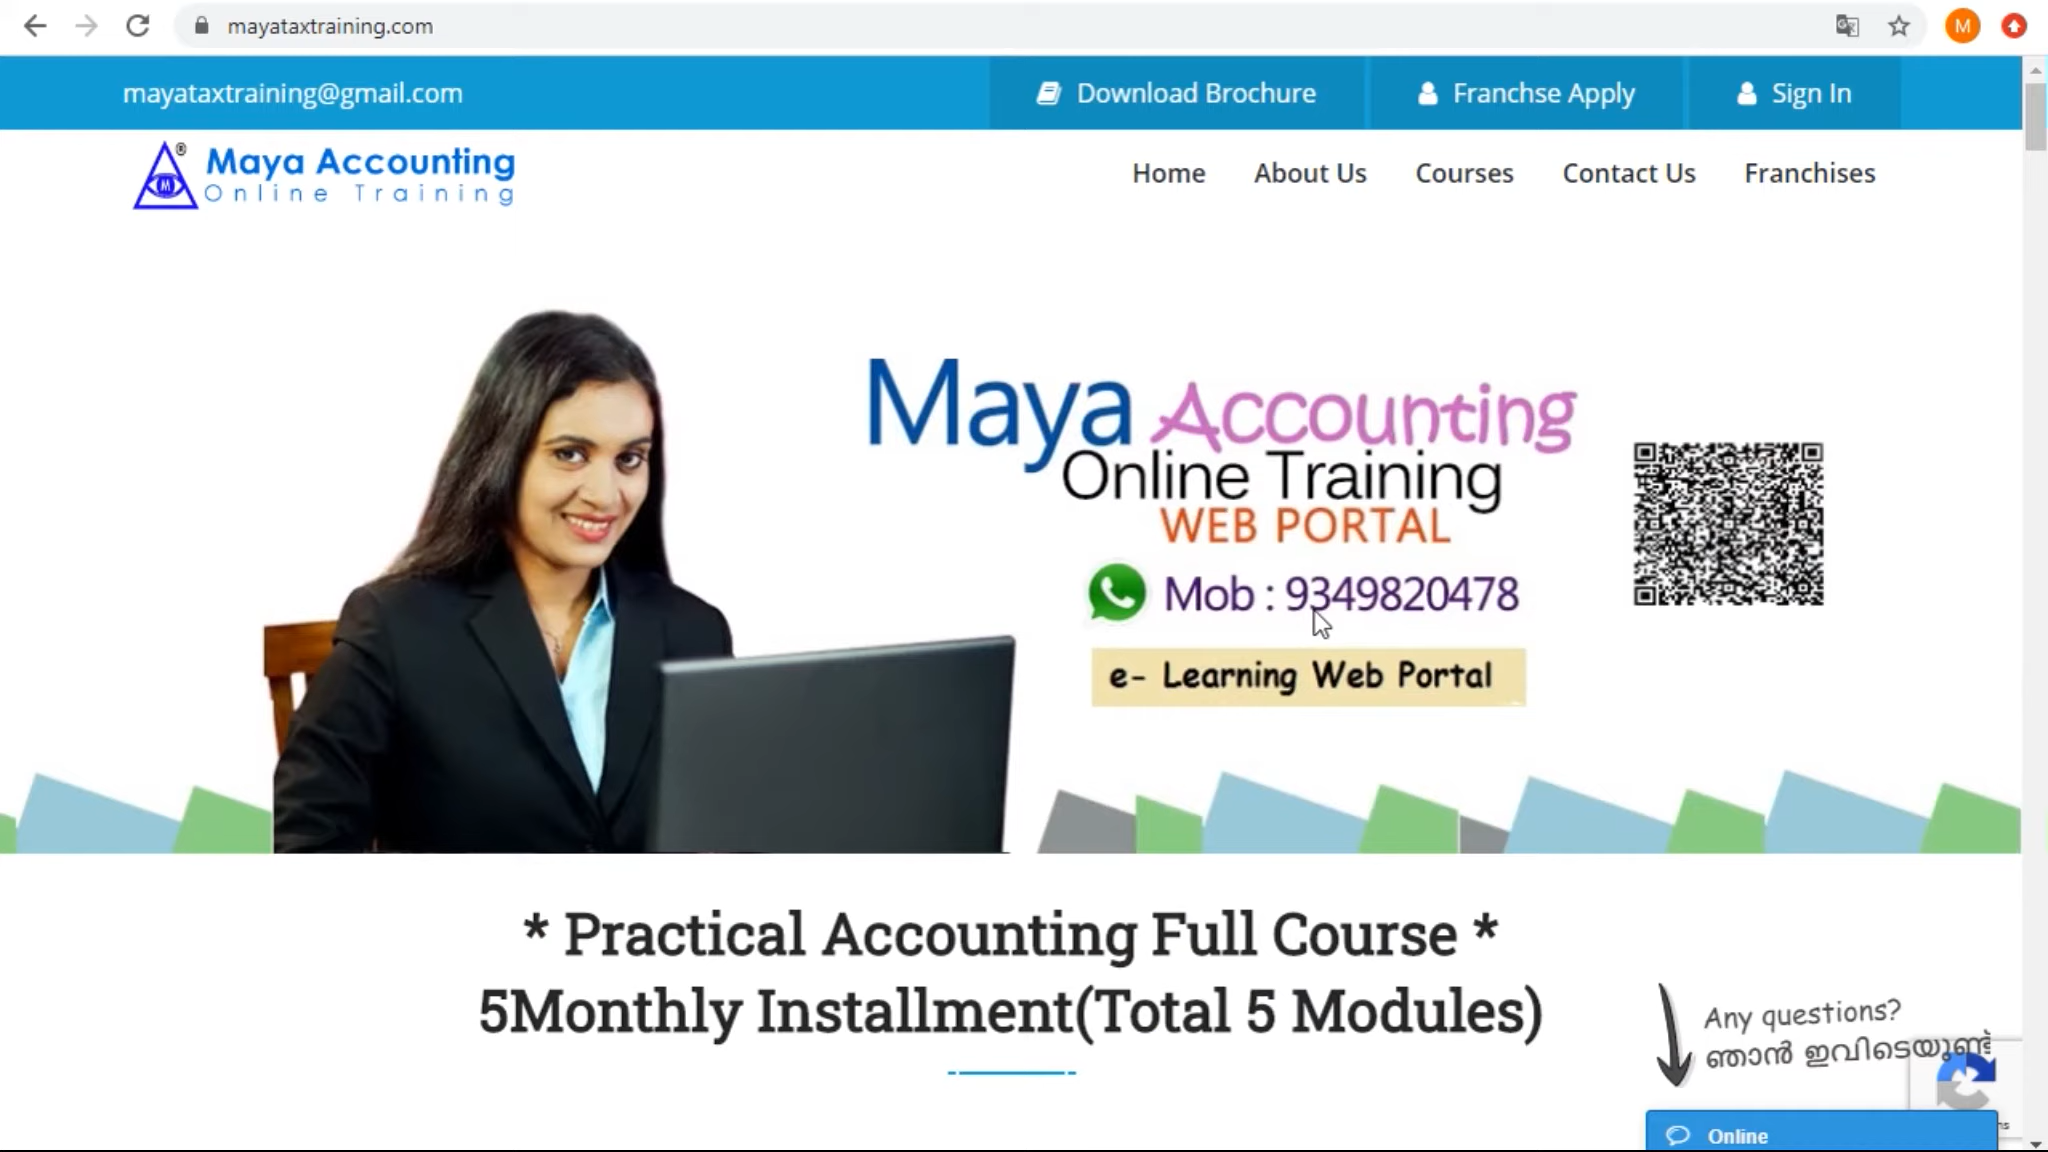 mayataxtraining.com
M
mayataxtraining@gmail.com
Download Brochure
Franchse Apply
Sign In
M
®
Maya Accounting
Online Training
Home
About Us
Courses
Contact Us
Franchises
Maya Accounting
Online Training
WEB PORTAL
Mob : 9349820478
e- Learning Web Portal
* Practical Accounting Full Course *
5Monthly Installment(Total 5 Modules)
Any questions?
ഞാൻ ഇവിടെയുണ്ട്
Online